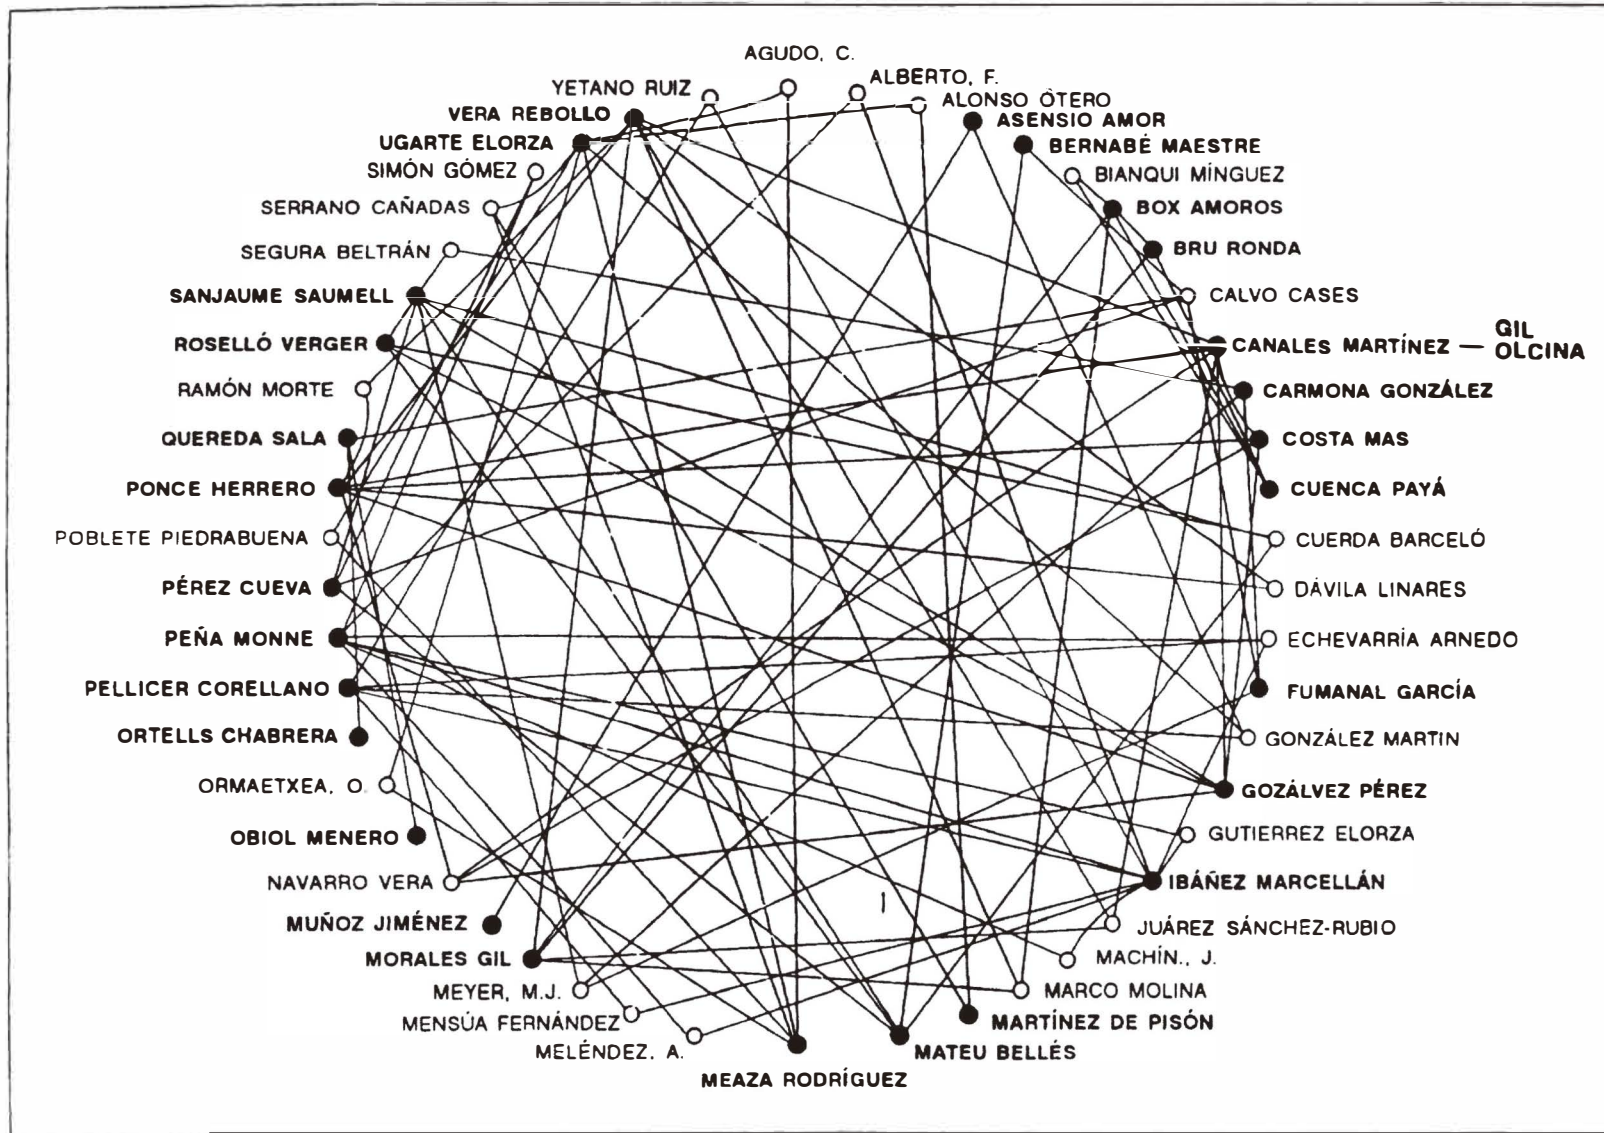 AGUDO, C.
ALBERTO, F.
ALONSO OTERO
ASENSIO AMOR
BERNABÉ MAESTRE
BIANQUI MÍNGUEZ
BOX AMOROS
BRU RONDA
CALVO CASES
CANALES MARTÍNEZ — GIL OLCINA
CARMONA GONZÁLEZ
COSTA MAS
CUENCA PAYÁ
CUERDA BARCELÓ
DÁVILA LINARES
ECHEVARRÍA ARNEDO
FUMANAL GARCÍA
GONZÁLEZ MARTIN
GOZÁLVEZ PÉREZ
GUTIERREZ ELORZA
IBÁÑEZ MARCELLÁN
JUÁREZ SÁNCHEZ-RUBIO
MACHÍN., J.
MARCO MOLINA
MARTÍNEZ DE PISÓN
MATEU BELLÉS
MEAZA RODRÍGUEZ
MELÉNDEZ. A.
MENSÚA FERNÁNDEZ
MEYER, M.J.
MORALES GIL
MUÑOZ JIMÉNEZ
NAVARRO VERA
OBIOL MENERO
ORMAETXEA, O.
ORTELLS CHABRERA
PELLICER CORELLANO
PEÑA MONNE
PÉREZ CUEVA
POBLETE PIEDRABUENA
PONCE HERRERO
QUEREDA SALA
RAMÓN MORTE
ROSELLÓ VERGER
SANJAUME SAUMELL
SEGURA BELTRÁN
SERRANO CAÑADAS
SIMÓN GÓMEZ
UGARTE ELORZA
VERA REBOLLO
YETANO RUIZ